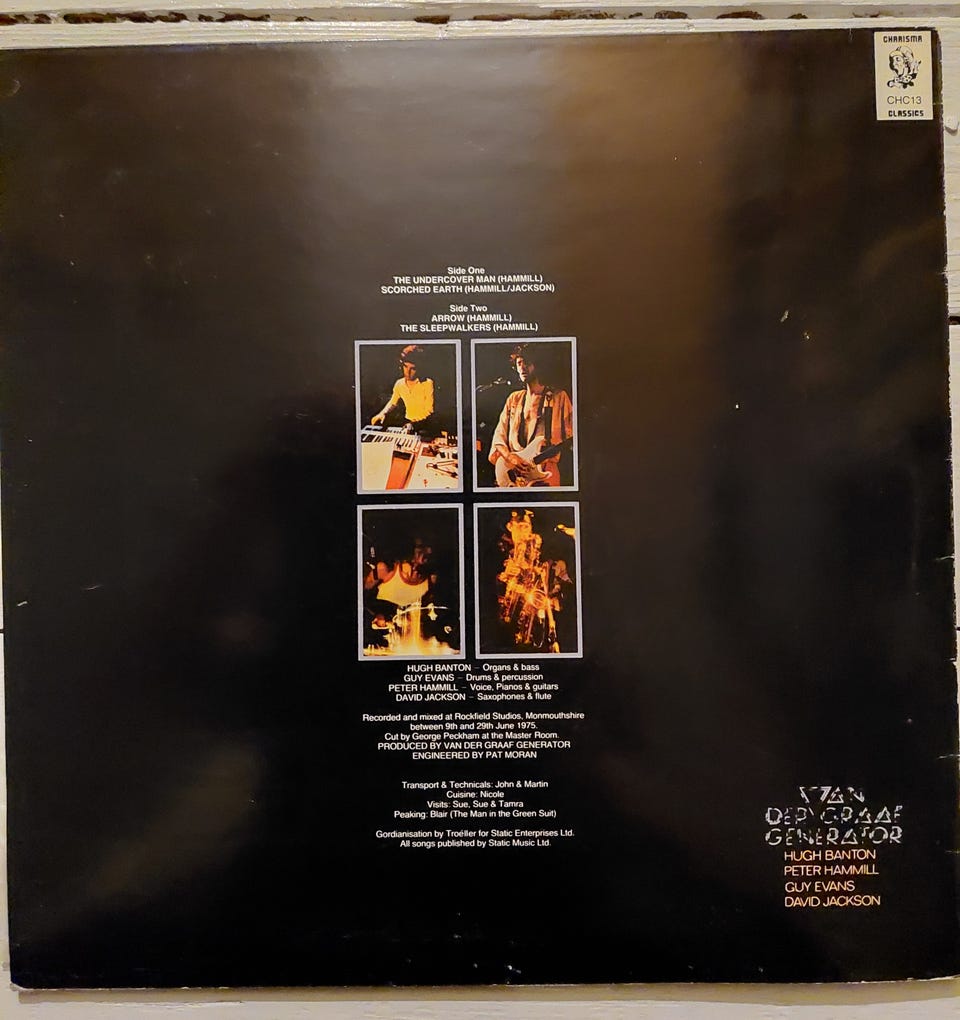 CHARISMA
CHC13
CLASSICS
Side One
THE UNDERCOVER MAN (HAMMILL)
SCORCHED EARTH (HAMMILL/JACKSON)
Side Two
ARROW (HAMMILL)
THE SLEEPWALKERS (HAMMILL)
HUGH BANTON – Organs & bass
GUY EVANS – Drums & percussion
PETER HAMMILL – Voice, Pianos & guitars
DAVID JACKSON – Saxophones & flute
Recorded and mixed at Rockfield Studios, Monmouthshire
between 9th and 29th June 1975.
Cut by George Peckham at the Master Room.
PRODUCED BY VAN DER GRAAF GENERATOR
ENGINEERED BY PAT MORAN
Transport & Technicals: John & Martin
Cuisine: Nicole
Visits: Sue, Sue & Tamra
Peaking: Blair (The Man in the Green Suit)
Gordianisation by Troëller for Static Enterprises Ltd.
All songs published by Static Music Ltd.
VAN
DER GRAAF
GENERATOR
HUGH BANTON
PETER HAMMILL
GUY EVANS
DAVID JACKSON